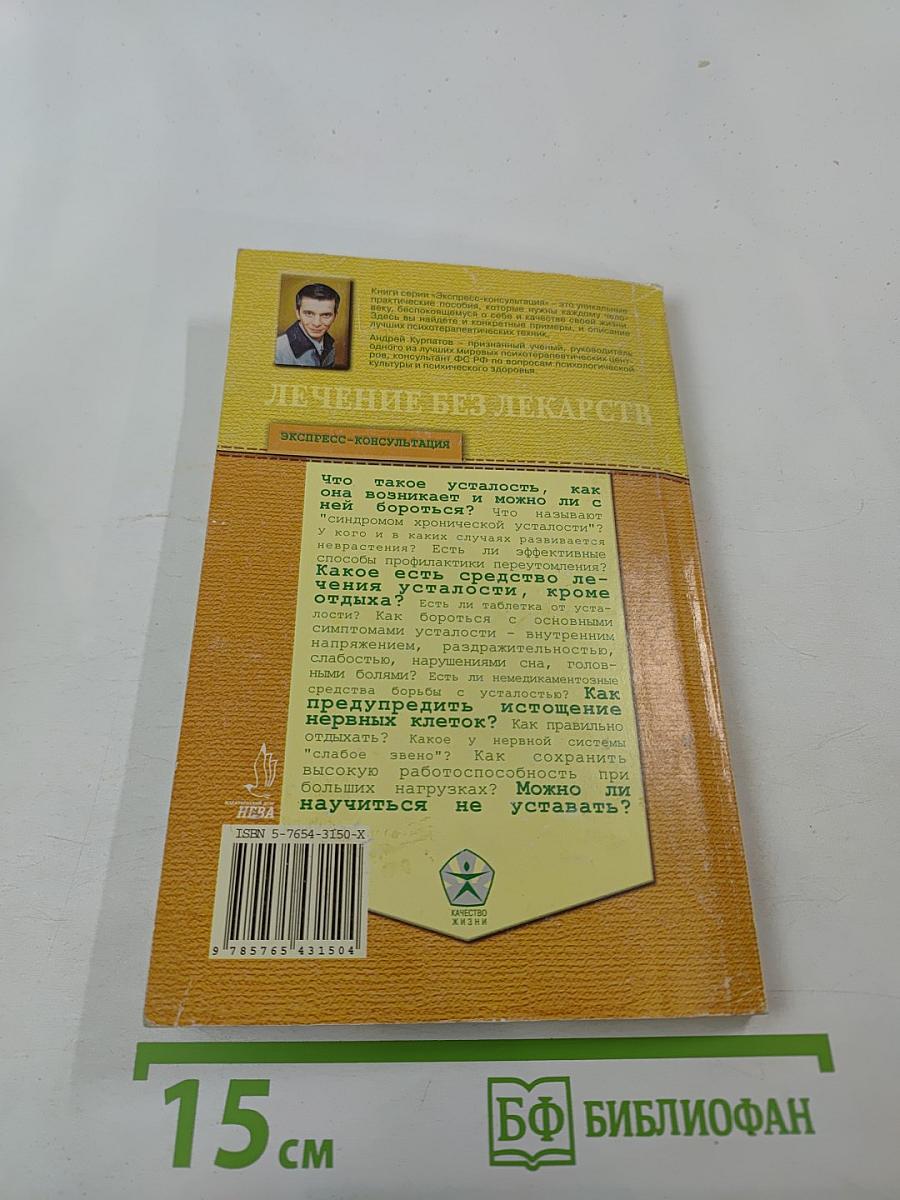 Книги серии «Экспресс-консультация» – это уникальные
практические пособия, которые нужны каждому чело-
веку, беспокоящемуся о себе и качестве своей жизни.
Здесь вы найдёте и конкретные примеры, и описание
лучших психотерапевтических техник.
Андрей Курпатов – признанный ученый, руководитель
одного из лучших мировых психотерапевтических цент-
ров, консультант ФС РФ по вопросам психологической
культуры и психического здоровья.
ЛЕЧЕНИЕ БЕЗ ЛЕКАРСТВ
ЭКСПРЕСС-КОНСУЛЬТАЦИЯ
Что такое усталость, как
она возникает и можно ли с
ней бороться? Что называют
"синдромом хронической усталости"?
У кого и в каких случаях развивается
неврастения? Есть ли эффективные
способы профилактики переутомления?
Какое есть средство ле-
чения усталости, кроме
отдыха? Есть ли таблетка от уста-
лости? Как бороться с основными
симптомами усталости – внутренним
напряжением, раздражительностью,
слабостью, нарушениями сна, голов-
ными болями? Есть ли немедикаментозные
средства борьбы с усталостью? Как
предупредить истощение
нервных клеток? Как правильно
отдыхать? Какое у нервной системы
"слабое звено"? Как сохранить
высокую работоспособность при
больших нагрузках? Можно ли
научиться не уставать?
ИЗДАТЕЛЬСКИЙ ДОМ
НЕВА
ISBN 5-7654-3150-X
9 785765 431504
КАЧЕСТВО
ЖИЗНИ
15 см
БФ БИБЛИОФАН